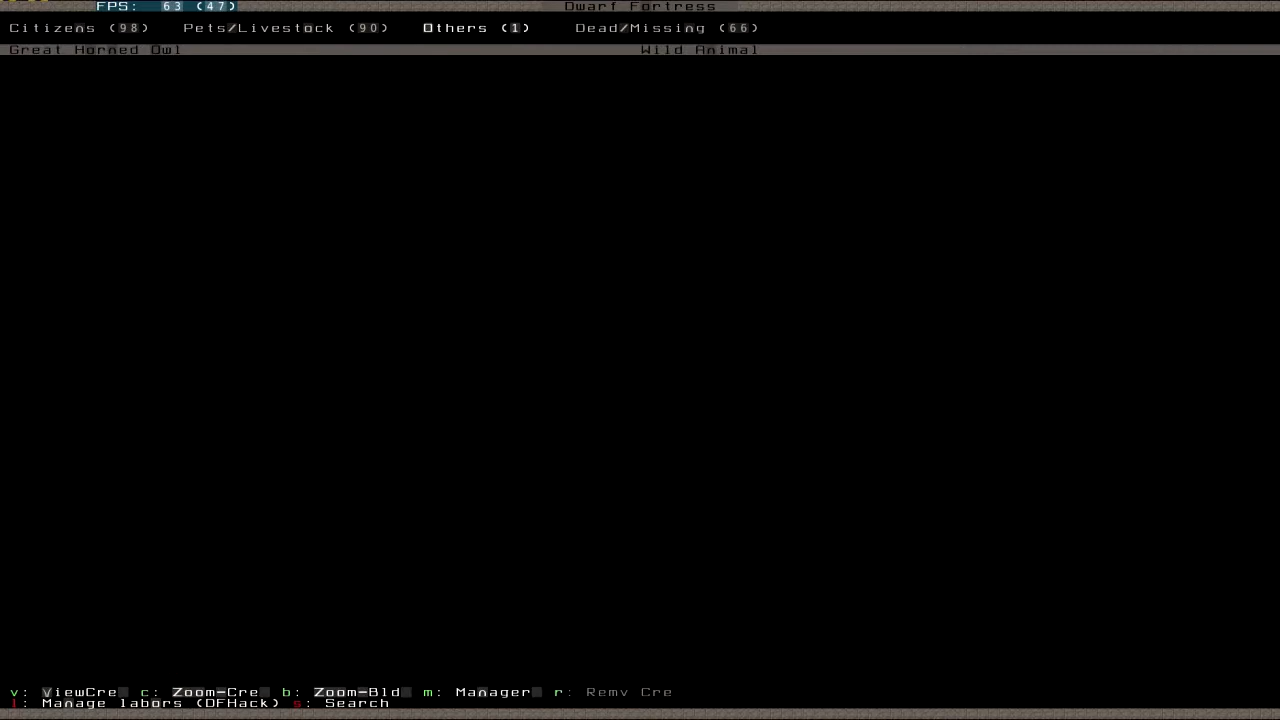 FPS: 63 (47) Dwarf Fortress
Citizens (98) Pets/Livestock (90) Others (1) Dead/Missing (66)
Great Horned Owl Wild Animal
v: ViewCre c: Zoom-Cre b: Zoom-Bld m: Manager r: Remv Cre
l: Manage labors (DFHack) s: Search